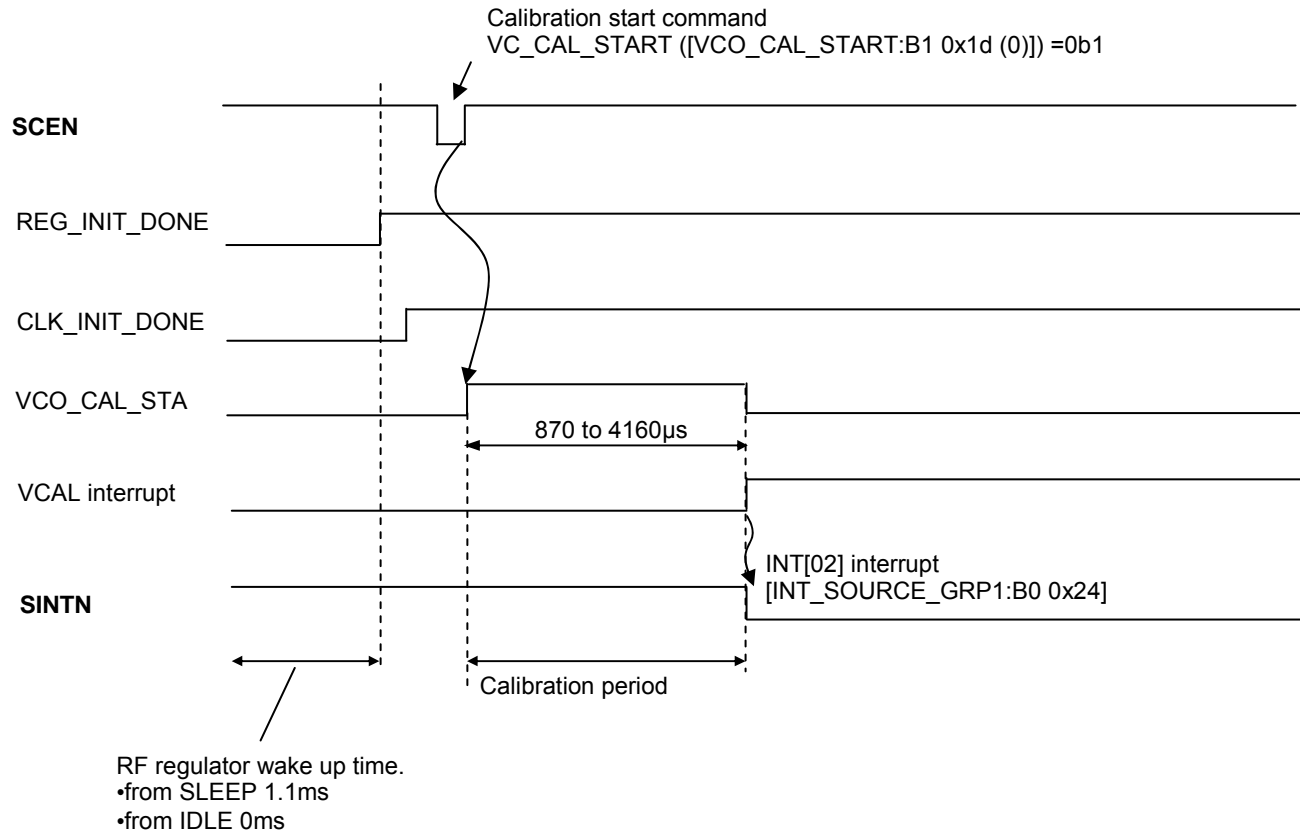 Calibration start command
VC_CAL_START ([VCO_CAL_START:B1 0x1d (0)]) =0b1
SCEN
REG_INIT_DONE
CLK_INIT_DONE
VCO_CAL_STA
870 to 4160µs
VCAL interrupt
INT[02] interrupt
[INT_SOURCE_GRP1:B0 0x24]
SINTN
Calibration period
RF regulator wake up time.
•from SLEEP 1.1ms
•from IDLE 0ms